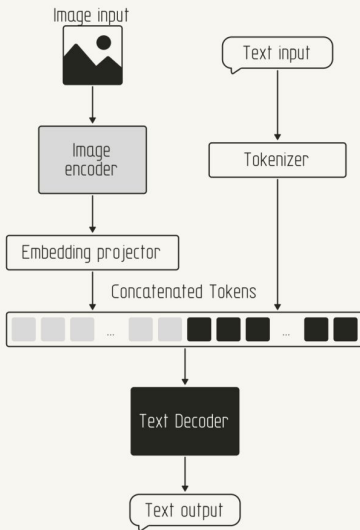 Image input
Text input
Image
encoder
Tokenizer
Embedding projector
Concatenated Tokens
...
...
Text Decoder
Text output